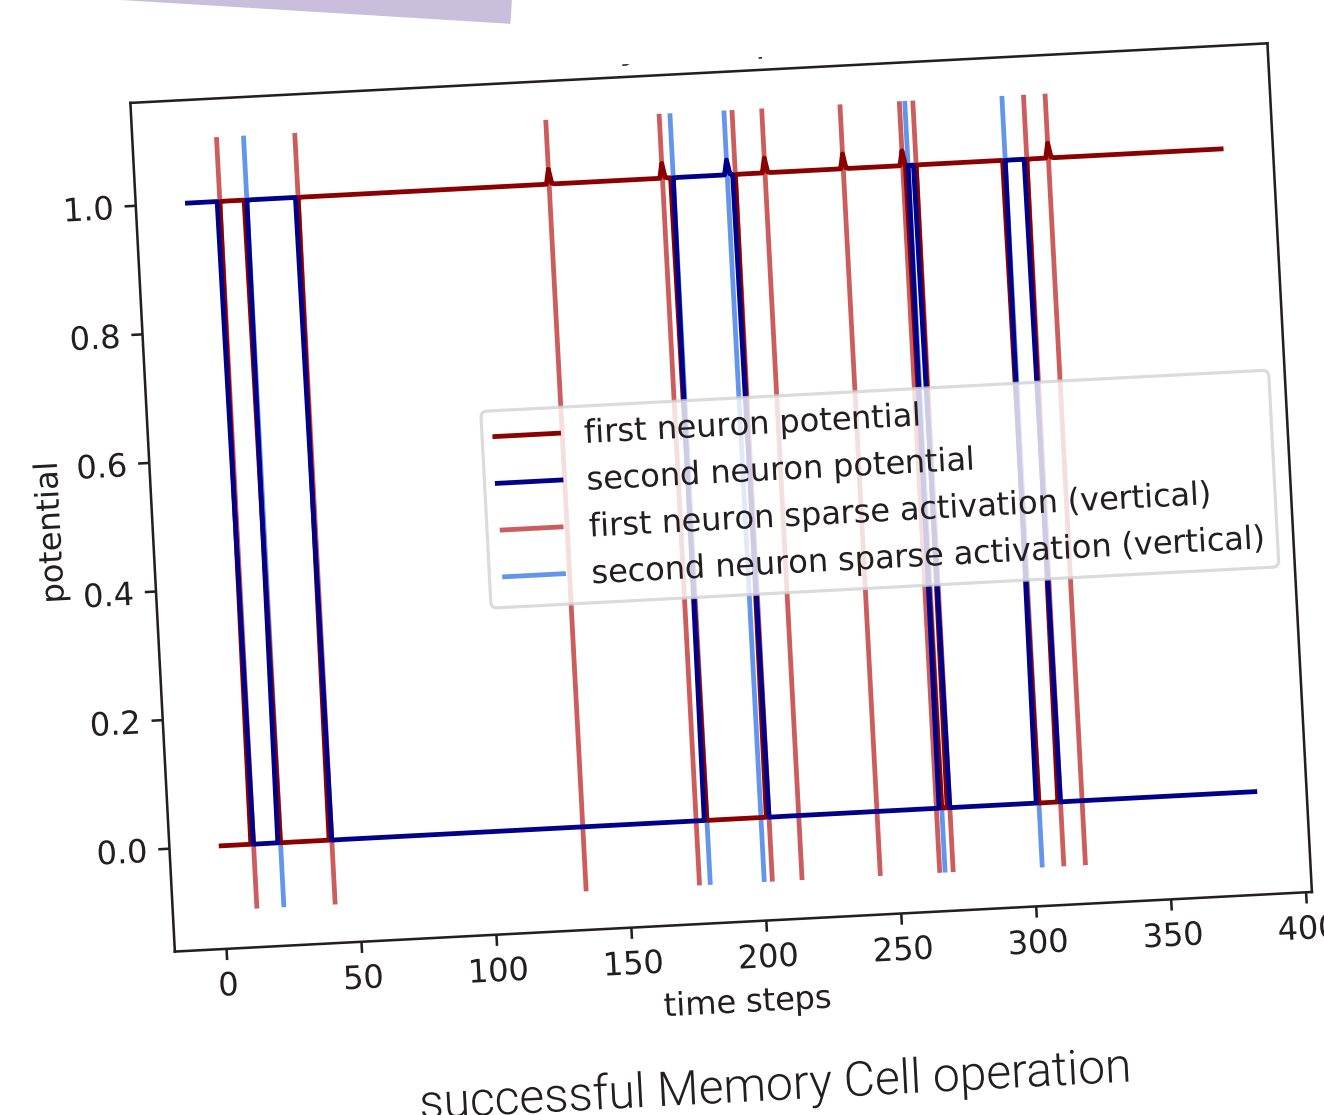 1.0
0.8
0.6
0.4
0.2
0.0
potential
first neuron potential
second neuron potential
first neuron sparse activation (vertical)
second neuron sparse activation (vertical)
0 50 100 150 200 250 300 350 400
time steps
successful Memory Cell operation